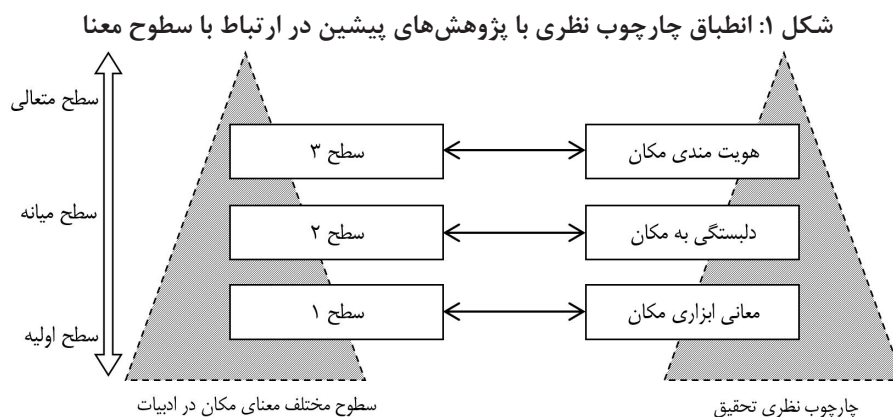 شکل ۱: انطباق چارچوب نظری با پژوهش‌های پیشین در ارتباط با سطوح معنا
سطح متعالی
هویت مندی مکان
سطح ۳
سطح میانه
دلبستگی به مکان
سطح ۲
معانی ابزاری مکان
سطح ۱
سطح اولیه
چارچوب نظری تحقیق
سطوح مختلف معنای مکان در ادبیات